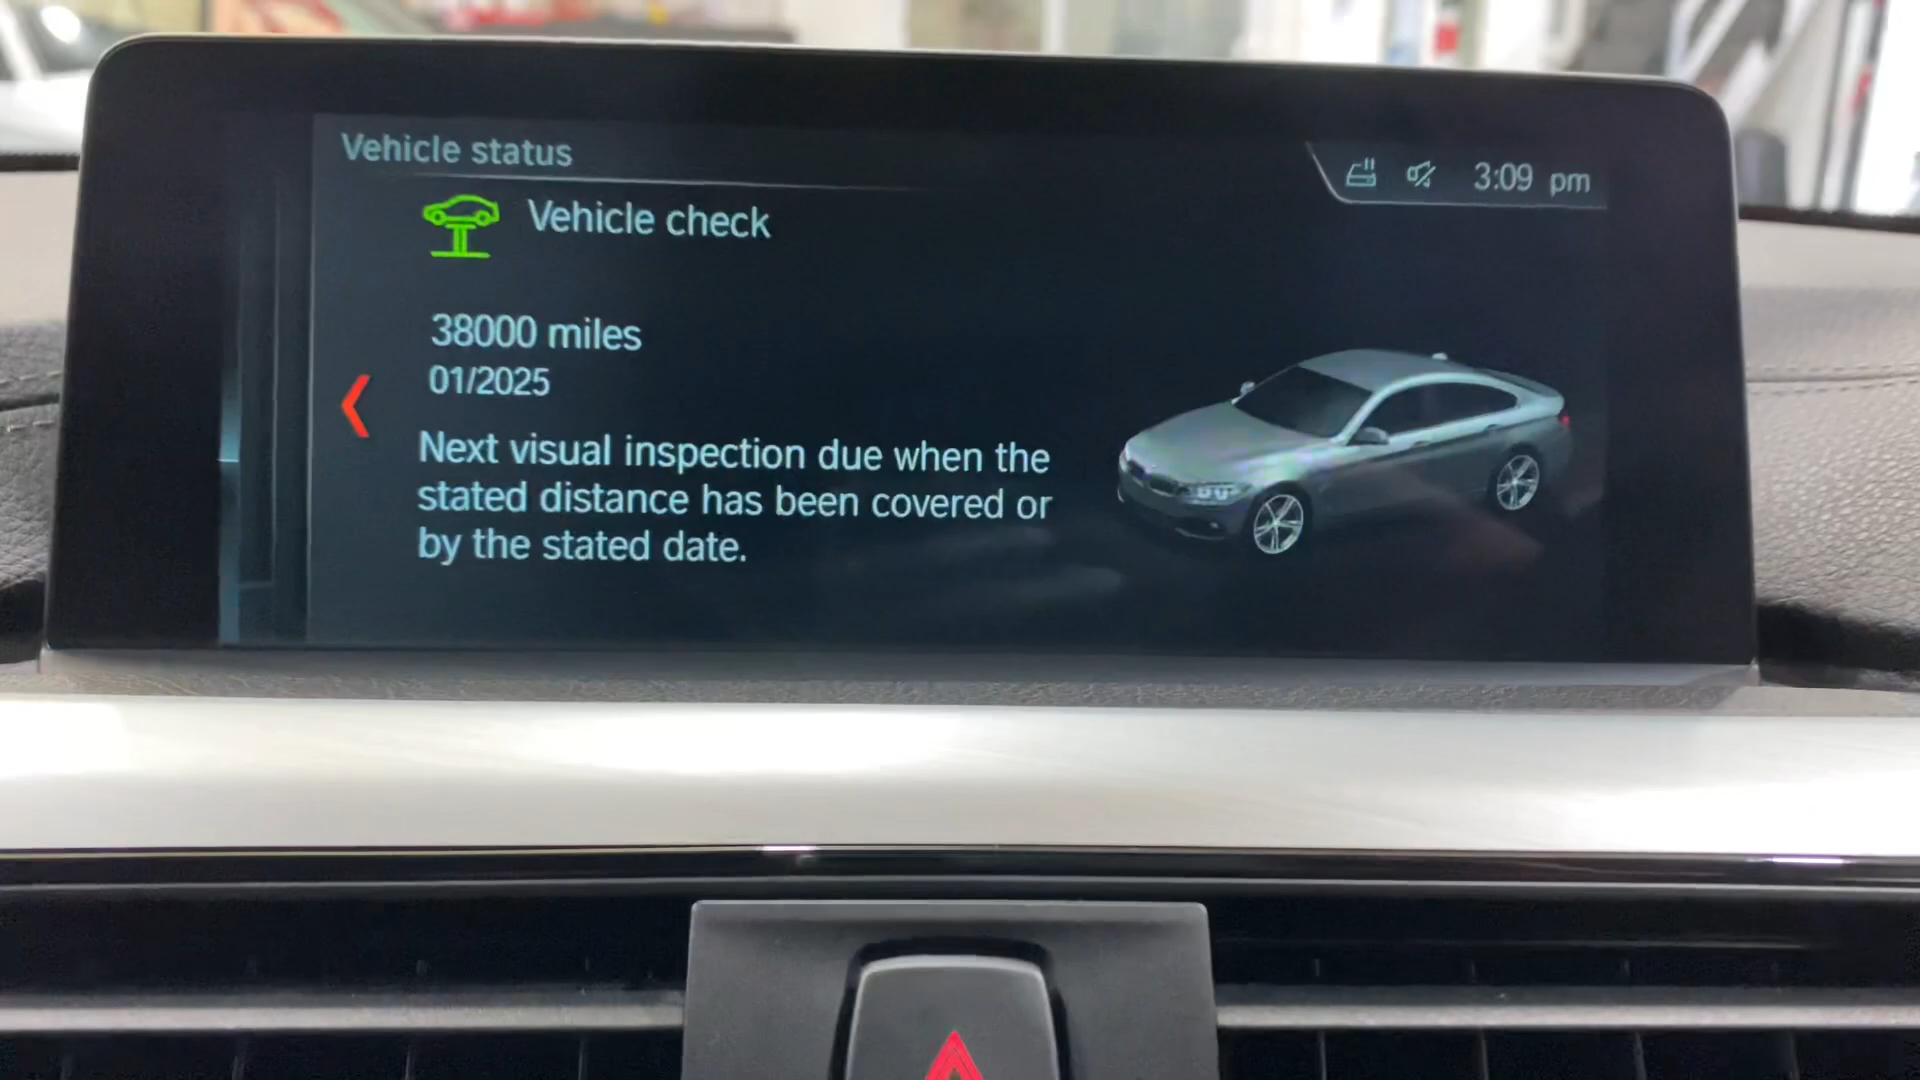 Vehicle status
3:09 pm
Vehicle check
38000 miles
01/2025
Next visual inspection due when the
stated distance has been covered or
by the stated date.